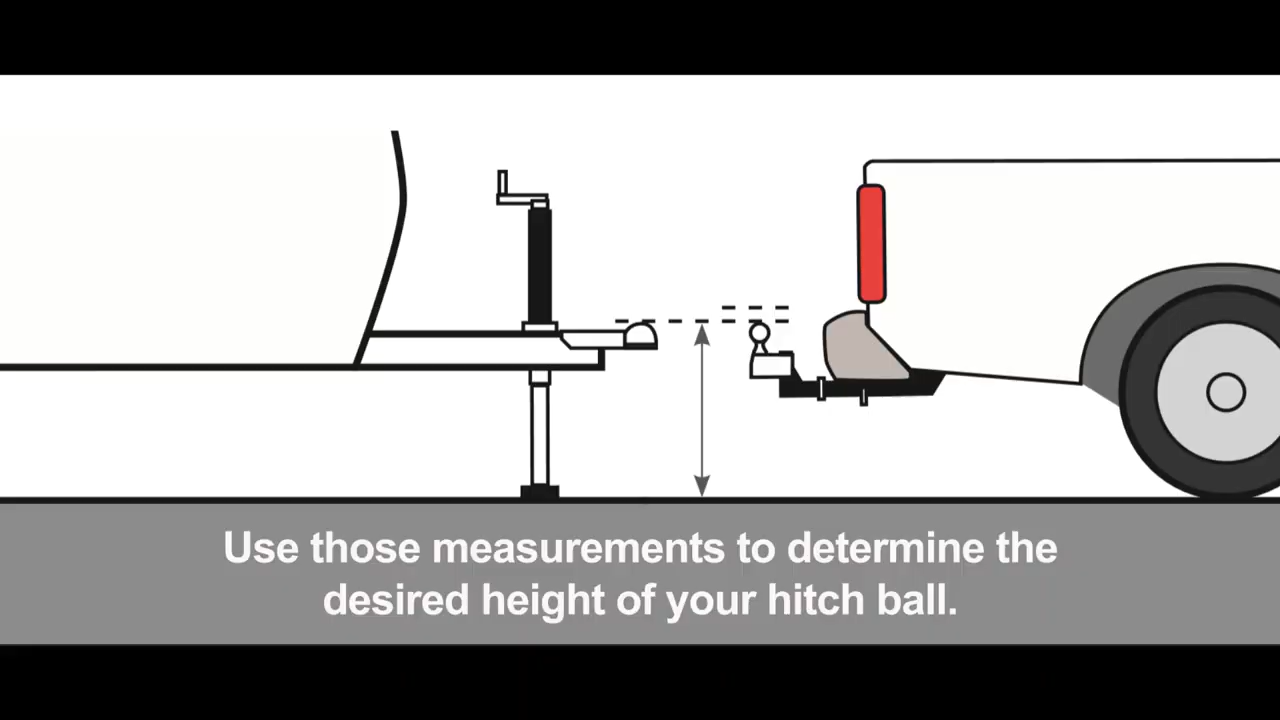 Use those measurements to determine the
desired height of your hitch ball.